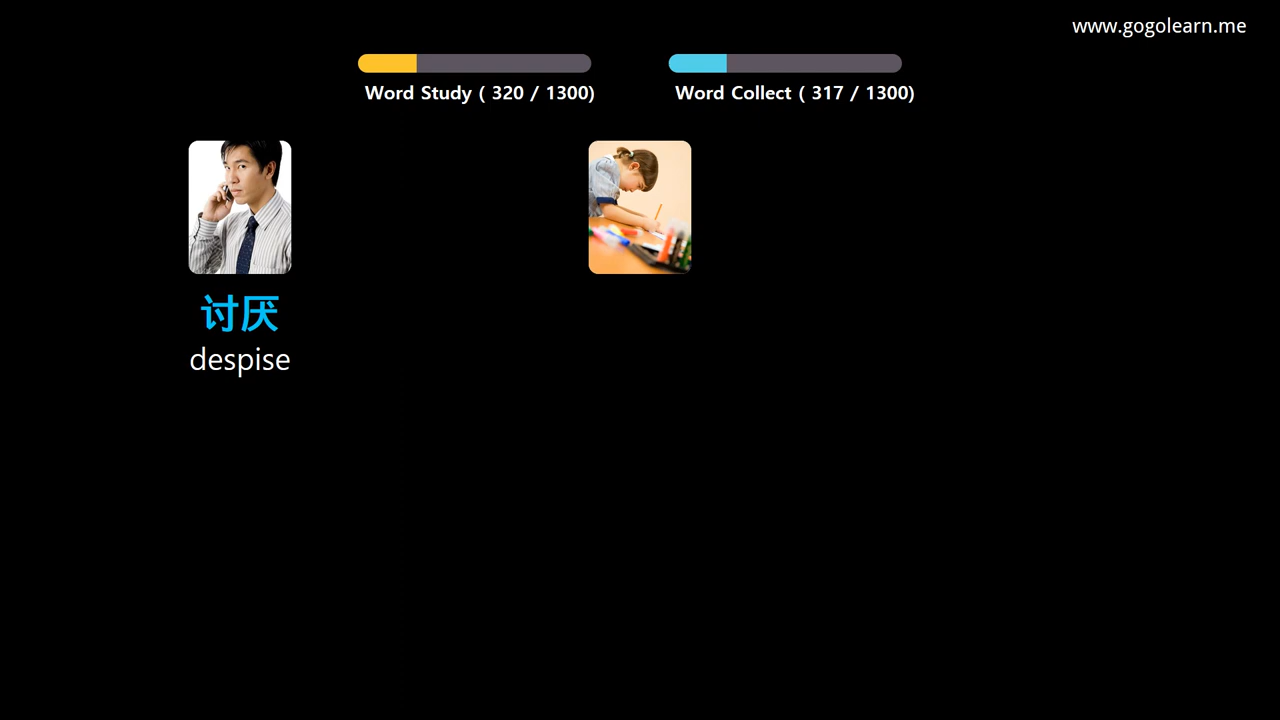 www.gogolearn.me
Word Study ( 320 / 1300)
Word Collect ( 317 / 1300)
讨厌
despise